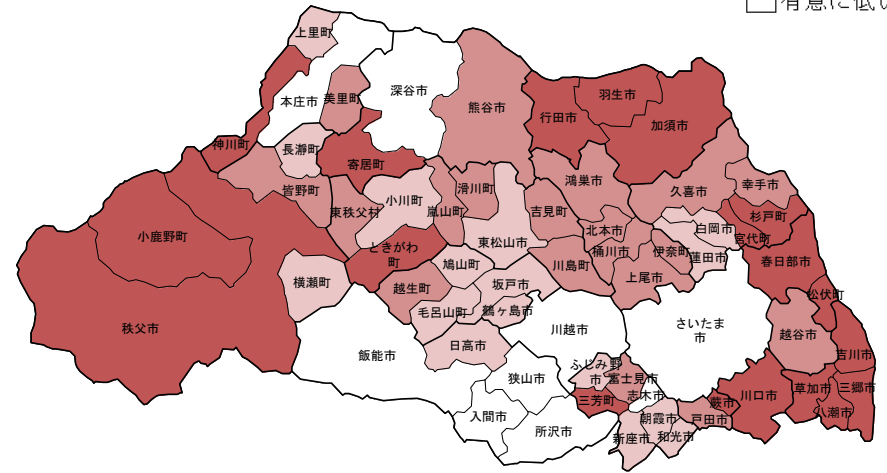 有意に低い
上里町
本庄市
美里町
深谷市
熊谷市
行田市
羽生市
加須市
神川町
長瀞町
寄居町
皆野町
東秩父村
小川町
嵐山町
滑川町
吉見町
鴻巣市
久喜市
幸手市
杉戸町
宮代町
白岡市
蓮田市
伊奈町
北本市
桶川市
上尾市
川島町
東松山市
ときがわ
町
小鹿野町
秩父市
横瀬町
越生町
鳩山町
毛呂山町
坂戸市
鶴ヶ島市
日高市
飯能市
川越市
さいたま
市
春日部市
松伏町
越谷市
吉川市
三郷市
八潮市
草加市
川口市
蕨市
戸田市
ふじみ野
市
富士見市
志木市
三芳町
朝霞市
和光市
新座市
狭山市
入間市
所沢市